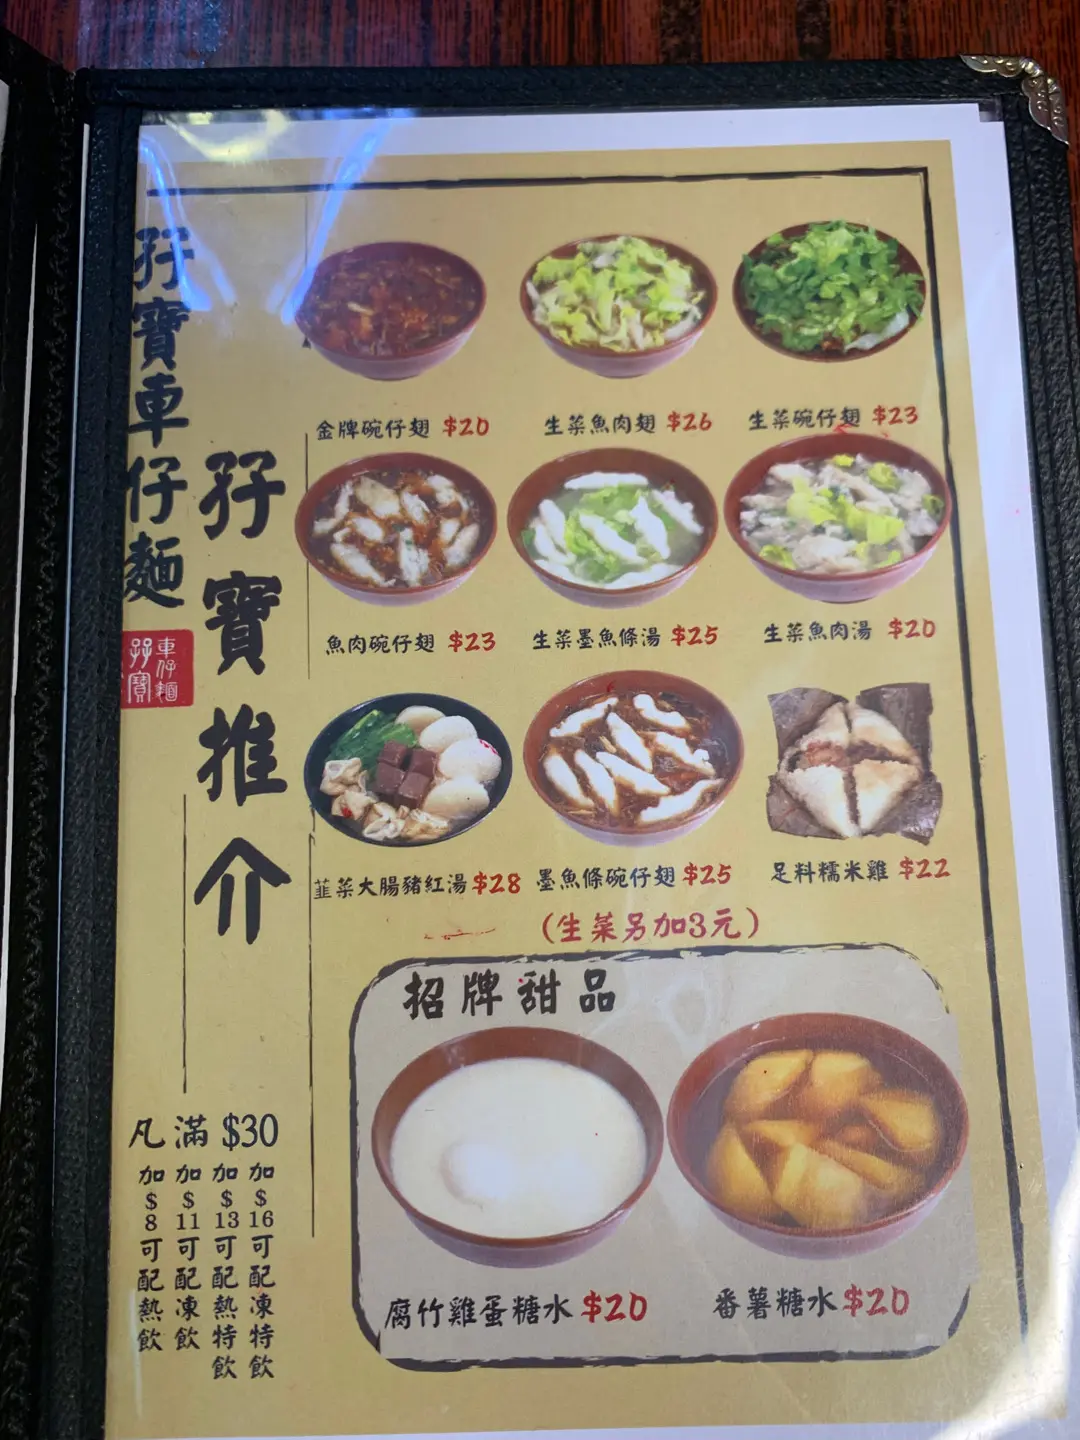 孖寶車仔麵
孖寶
車仔麵
孖寶推介
金牌碗仔翅 $20
生菜魚肉翅 $26
生菜碗仔翅 $23
魚肉碗仔翅 $23
生菜墨魚條湯 $25
生菜魚肉湯 $20
韮菜大腸豬紅湯 $28
墨魚條碗仔翅 $25
足料糯米雞 $22
(生菜另加3元)
招牌甜品
腐竹雞蛋糖水 $20
番薯糖水 $20
凡滿 $30
加$8可配熱飲
加$11可配凍飲
加$13可配熱特飲
加$16可配凍特飲